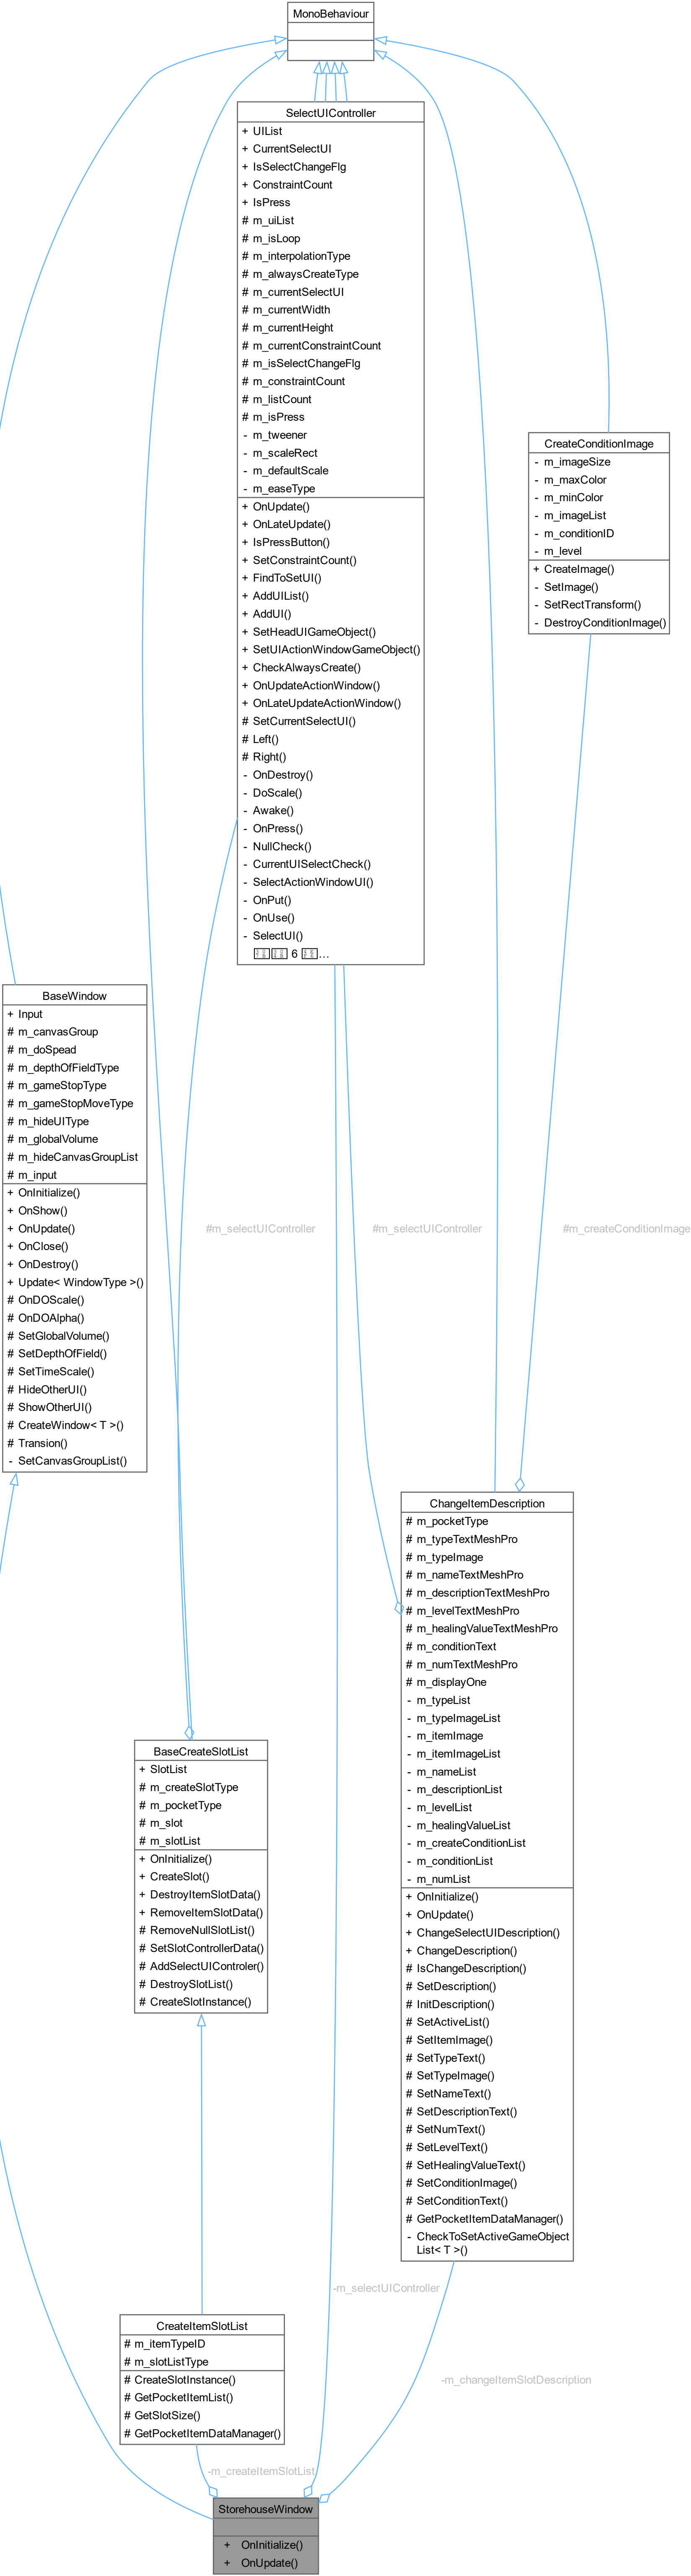 MonoBehaviour
SelectUIController
+ UIList
+ CurrentSelectUI
+ IsSelectChangeFlg
+ ConstraintCount
+ IsPress
# m_uiList
# m_isLoop
# m_interpolationType
# m_alwaysCreateType
# m_currentSelectUI
# m_currentWidth
# m_currentHeight
# m_currentConstraintCount
# m_isSelectChangeFlg
# m_constraintCount
# m_listCount
# m_isPress
- m_tweener
- m_scaleRect
- m_defaultScale
- m_easeType
+ OnUpdate()
+ OnLateUpdate()
+ IsPressButton()
+ SetConstraintCount()
+ FindToSetUI()
+ AddUIList()
+ AddUI()
+ SetHeadUIGameObject()
+ SetUIActionWindowGameObject()
+ CheckAlwaysCreate()
+ OnUpdateActionWindow()
+ OnLateUpdateActionWindow()
# SetCurrentSelectUI()
# Left()
# Right()
- OnDestroy()
- DoScale()
- Awake()
- OnPress()
- NullCheck()
- CurrentUISelectCheck()
- SelectActionWindowUI()
- OnPut()
- OnUse()
- SelectUI()
6 ...
CreateConditionImage
- m_imageSize
- m_maxColor
- m_minColor
- m_imageList
- m_conditionID
- m_level
+ CreateImage()
- SetImage()
- SetRectTransform()
- DestroyConditionImage()
BaseWindow
+ Input
# m_canvasGroup
# m_doSpead
# m_depthOfFieldType
# m_gameStopType
# m_gameStopMoveType
# m_hideUIType
# m_globalVolume
# m_hideCanvasGroupList
# m_input
+ OnInitialize()
+ OnShow()
+ OnUpdate()
+ OnClose()
+ OnDestroy()
+ Update< WindowType >()
# OnDOScale()
# OnDOAlpha()
# SetGlobalVolume()
# SetDepthOfField()
# SetTimeScale()
# HideOtherUI()
# ShowOtherUI()
# CreateWindow< T >()
# Transion()
- SetCanvasGroupList()
#m_selectUIController
#m_selectUIController
#m_createConditionImage
ChangeItemDescription
# m_pocketType
# m_typeTextMeshPro
# m_typeImage
# m_nameTextMeshPro
# m_descriptionTextMeshPro
# m_levelTextMeshPro
# m_healingValueTextMeshPro
# m_conditionText
# m_numTextMeshPro
# m_displayOne
- m_typeList
- m_typeImageList
- m_itemImage
- m_itemImageList
- m_nameList
- m_descriptionList
- m_levelList
- m_healingValueList
- m_createConditionList
- m_conditionList
- m_numList
+ OnInitialize()
+ OnUpdate()
+ ChangeSelectUIDescription()
+ ChangeDescription()
# IsChangeDescription()
# SetDescription()
# InitDescription()
# SetActiveList()
# SetItemImage()
# SetTypeText()
# SetTypeImage()
# SetNameText()
# SetDescriptionText()
# SetNumText()
# SetLevelText()
# SetHealingValueText()
# SetConditionImage()
# SetConditionText()
# GetPocketItemDataManager()
- CheckToSetActiveGameObject
List< T >()
BaseCreateSlotList
+ SlotList
# m_createSlotType
# m_pocketType
# m_slot
# m_slotList
+ OnInitialize()
+ CreateSlot()
+ DestroyItemSlotData()
+ RemoveItemSlotData()
# RemoveNullSlotList()
# SetSlotControllerData()
# AddSelectUIControler()
# DestroySlotList()
# CreateSlotInstance()
-m_selectUIController
CreateItemSlotList
# m_itemTypeID
# m_slotListType
# CreateSlotInstance()
# GetPocketItemList()
# GetSlotSize()
# GetPocketItemDataManager()
-m_changeItemSlotDescription
-m_createItemSlotList
StorehouseWindow
+ OnInitialize()
+ OnUpdate()